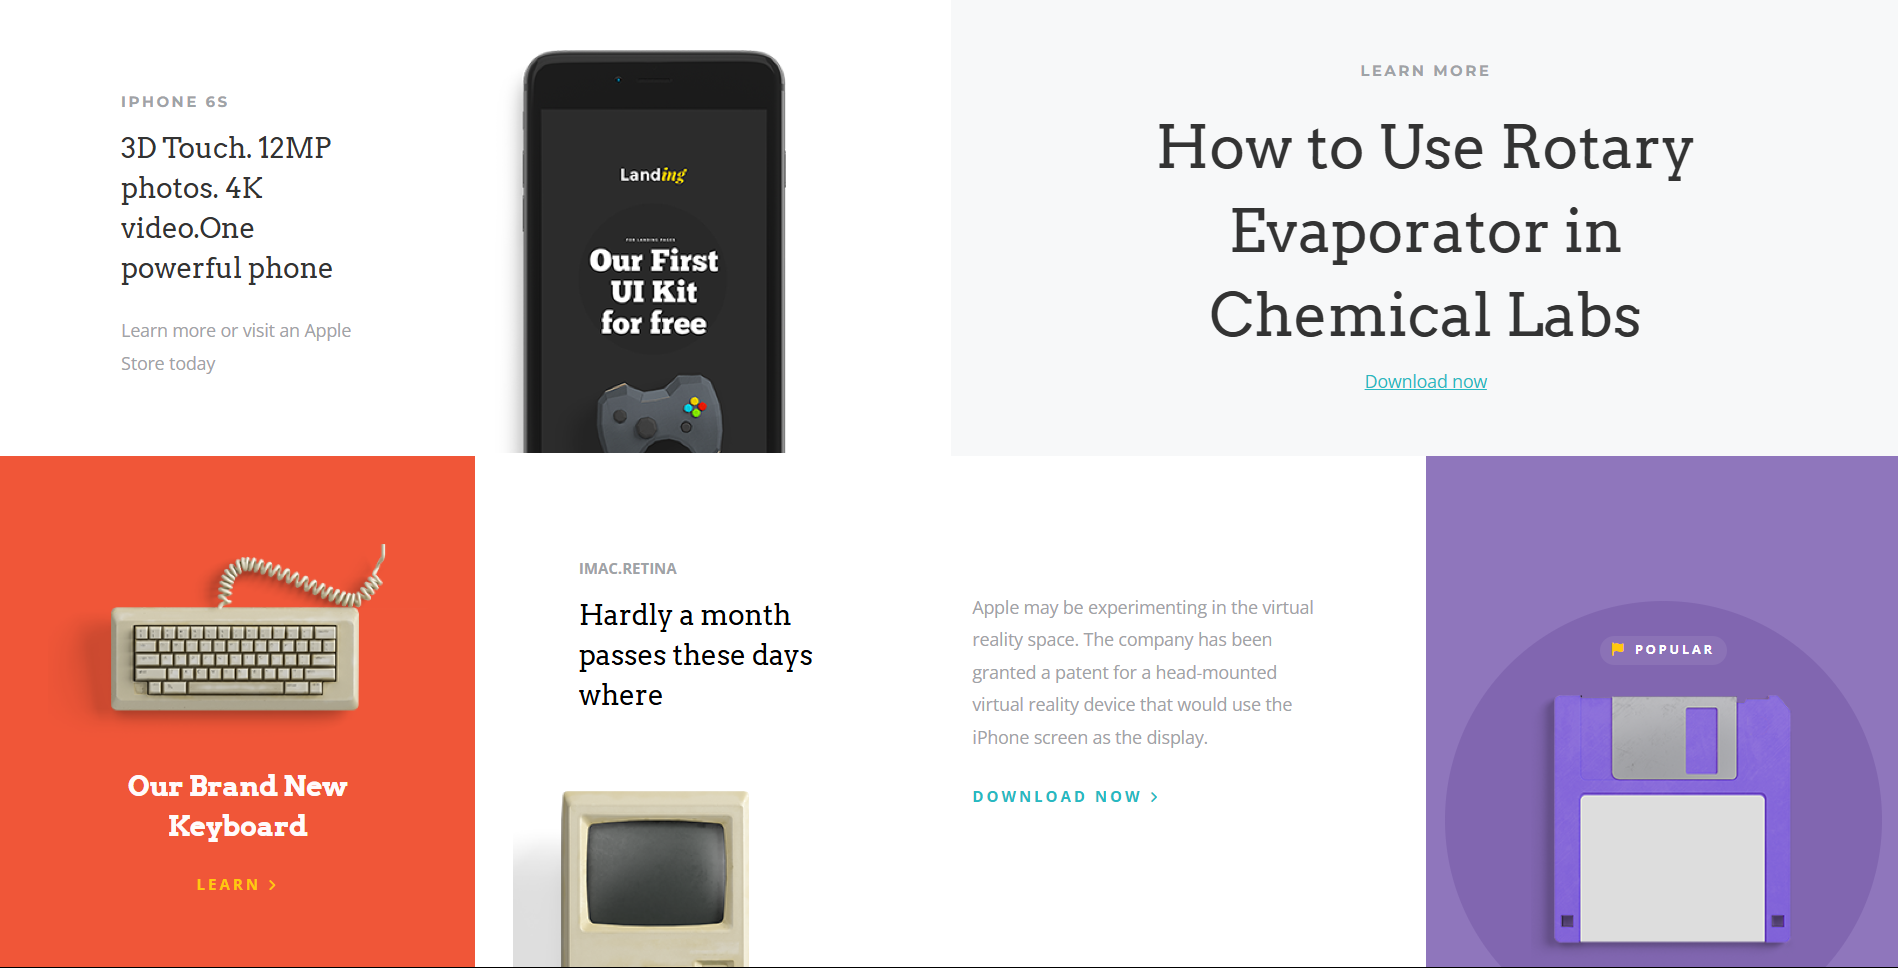 IPHONE 6S
3D Touch. 12MP
photos. 4K
video.One
powerful phone
Learn more or visit an Apple
Store today
Landing
FOR LANDING PAGES
Our First
UI Kit
for free
LEARN MORE
How to Use Rotary
Evaporator in
Chemical Labs
Download now
Our Brand New
Keyboard
LEARN >
IMAC.RETINA
Hardly a month
passes these days
where
Apple may be experimenting in the virtual
reality space. The company has been
granted a patent for a head-mounted
virtual reality device that would use the
iPhone screen as the display.
DOWNLOAD NOW >
POPULAR